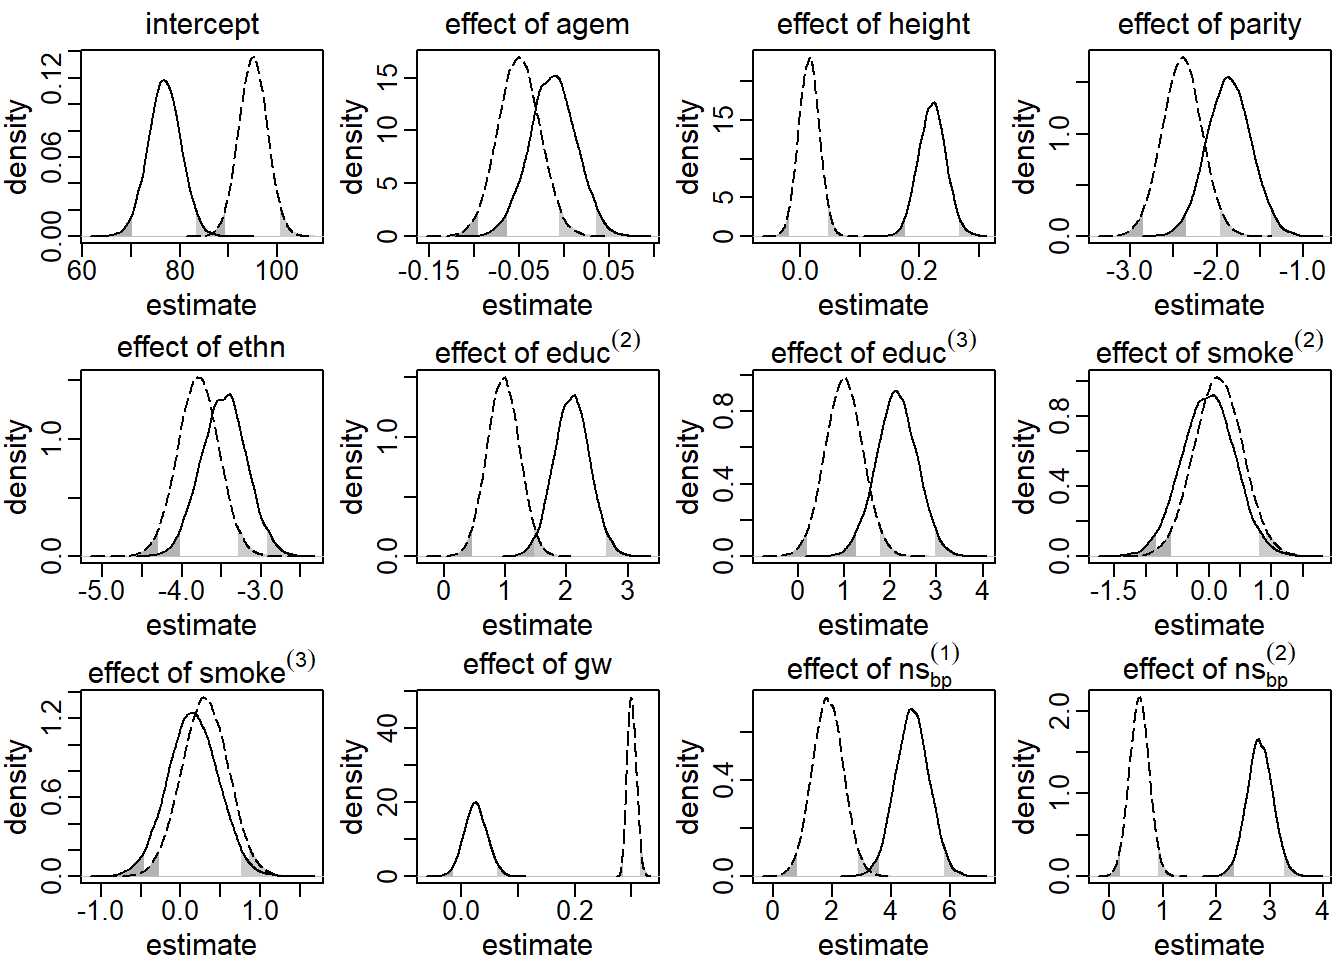 intercept
effect of agem
effect of height
effect of parity
density
0.00
0.06
0.12
60
80
100
estimate
density
0
5
10
15
-0.15
-0.05
0.05
estimate
density
5
15
0
0.0
0.2
estimate
density
0.0
1.0
-3.0
-2.0
-1.0
estimate
effect of ethn
effect of educ(2)
effect of educ(3)
effect of smoke(2)
density
0.0
1.0
-5.0
-4.0
-3.0
estimate
density
0.0
1.0
0
1
2
3
estimate
density
0.0
0.4
0.8
0
1
2
3
4
estimate
density
0.0
0.4
0.8
-1.5
0.0
1.0
estimate
effect of smoke(3)
effect of gw
effect of nsbp(1)
effect of nsbp(2)
density
0.0
0.6
1.2
-1.0
0.0
1.0
estimate
density
0
20
40
0.0
0.2
estimate
density
0.0
0.4
0
2
4
6
estimate
density
0.0
1.0
2.0
0
1
2
3
4
estimate